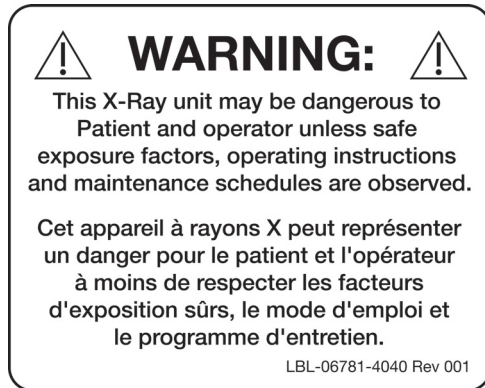 WARNING:
This X-Ray unit may be dangerous to
Patient and operator unless safe
exposure factors, operating instructions
and maintenance schedules are observed.
Cet appareil à rayons X peut représenter
un danger pour le patient et l'opérateur
à moins de respecter les facteurs
d'exposition sûrs, le mode d'emploi et
le programme d'entretien.
LBL-06781-4040 Rev 001